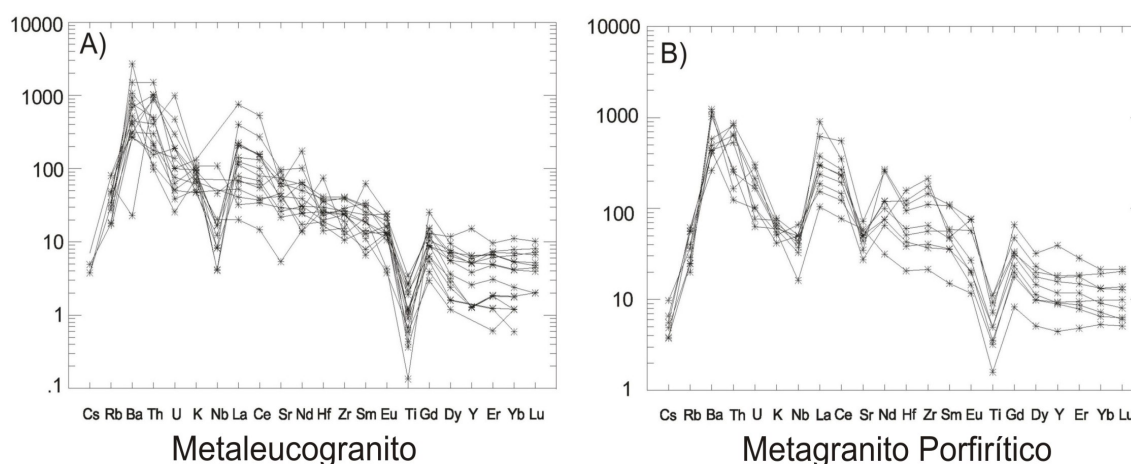 A)
10000
1000
100
10
1
.1
Cs Rb Ba Th U K Nb La Ce Sr Nd Hf Zr Sm Eu Ti Gd Dy Y Er Yb Lu
Metaleucogranito
B)
10000
1000
100
10
1
Cs Rb Ba Th U K Nb La Ce Sr Nd Hf Zr Sm Eu Ti Gd Dy Y Er Yb Lu
Metagranito Porfirítico